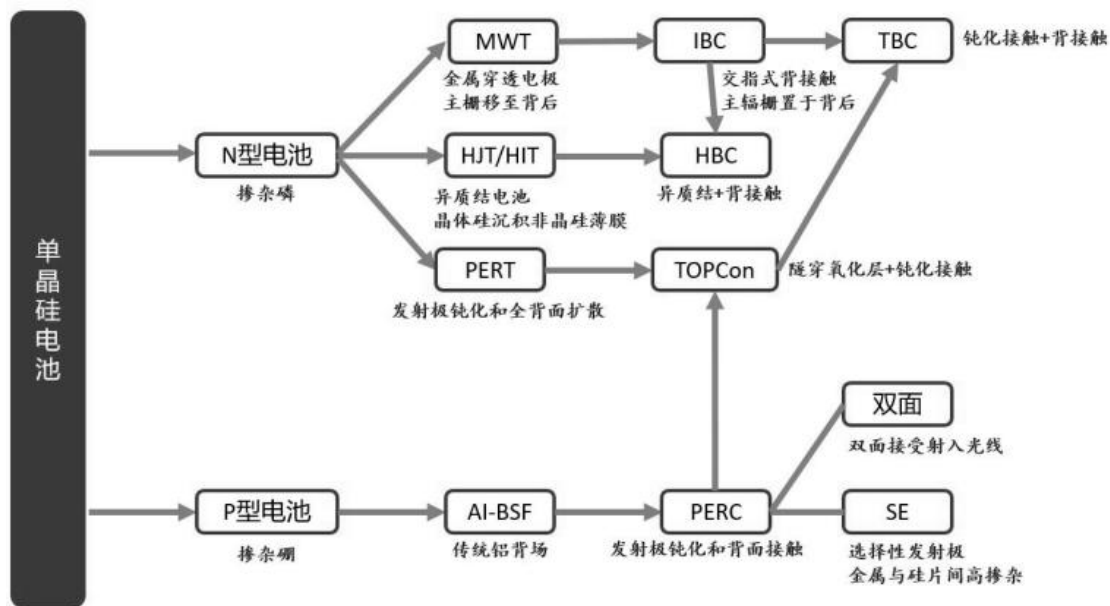 单晶硅电池
MWT
金属穿透电极
主栅移至背后
IBC
交指式背接触
主辐栅置于背后
TBC
钝化接触+背接触
N型电池
掺杂磷
HJT/HIT
异质结电池
晶体硅沉积非晶硅薄膜
HBC
异质结+背接触
PERT
发射极钝化和全背面扩散
TOPCon
隧穿氧化层+钝化接触
双面
双面接受射入光线
P型电池
掺杂硼
AI-BSF
传统铝背场
PERC
发射极钝化和背面接触
SE
选择性发射极
金属与硅片间高掺杂